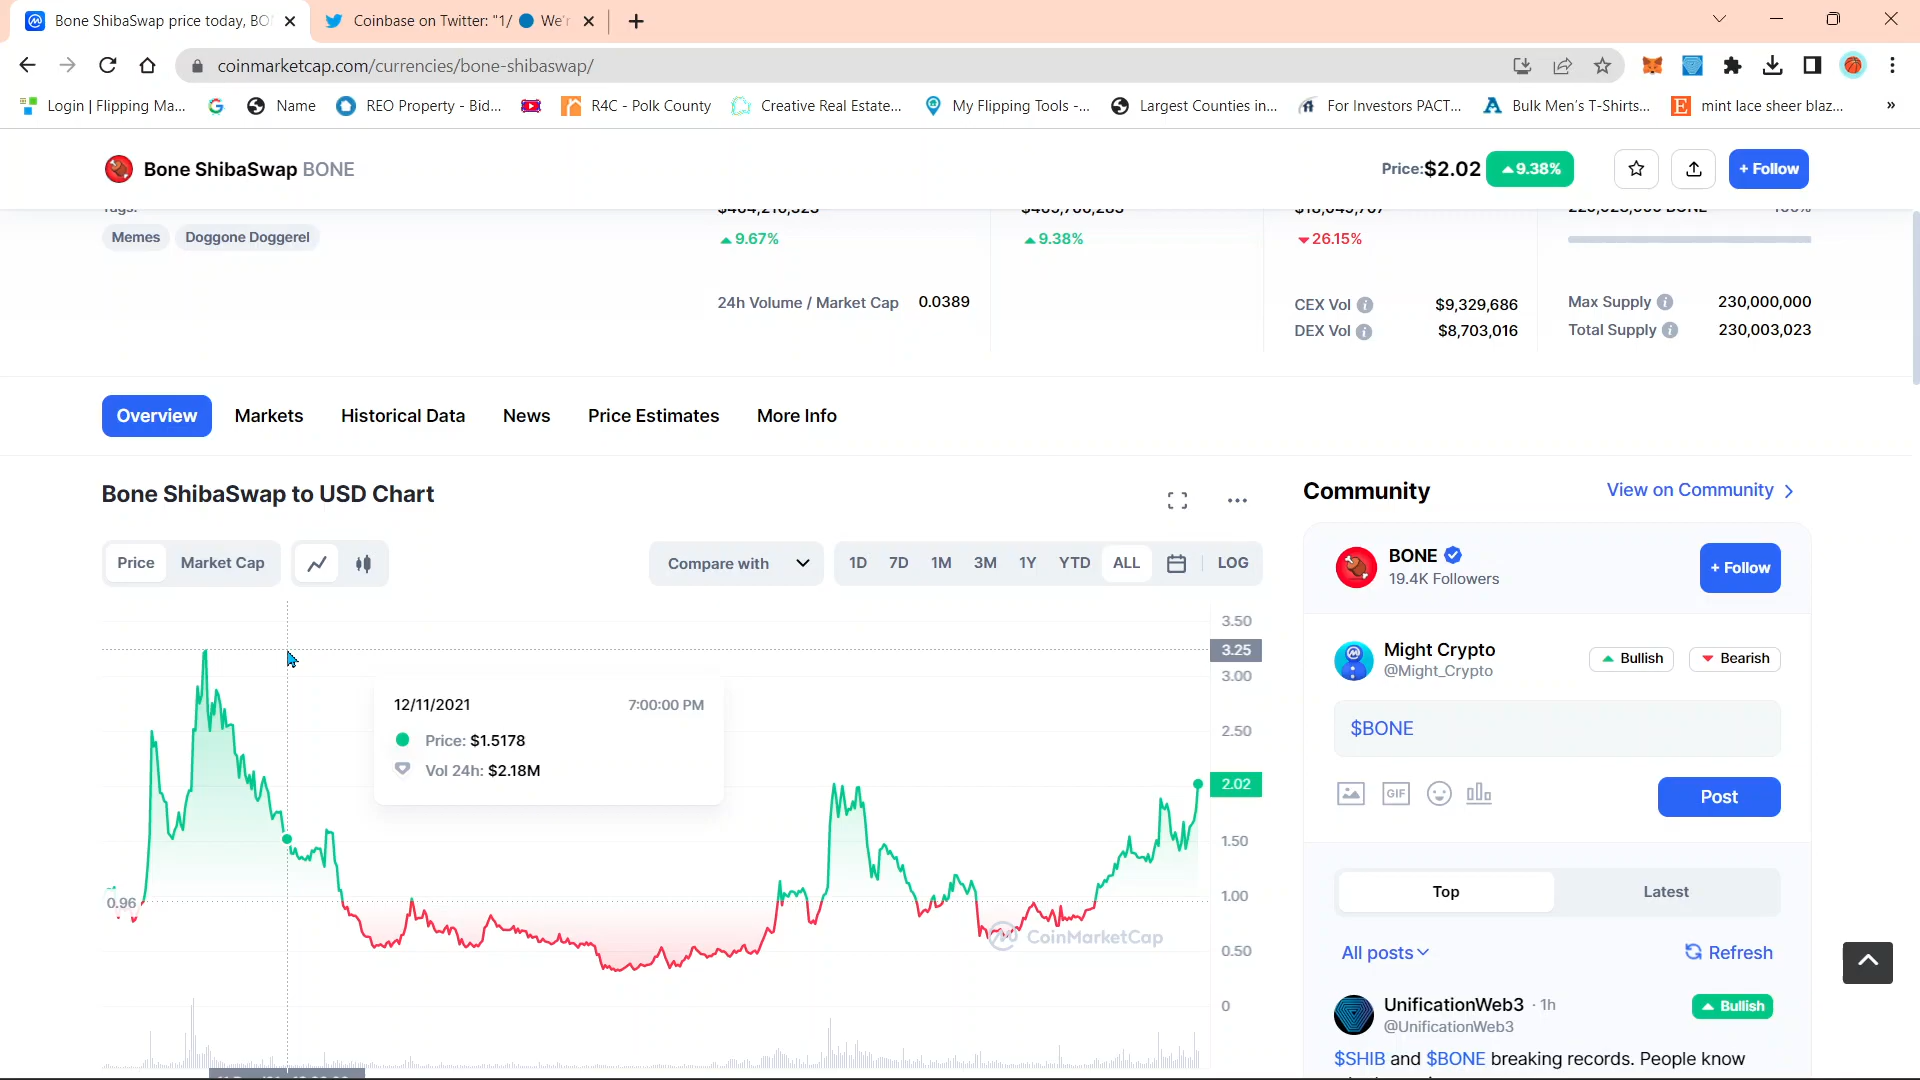 Bone ShibaSwap price today, BO
Coinbase on Twitter: "1/ 🔵 We'r
coinmarketcap.com/currencies/bone-shibaswap/
Login | Flipping Ma...
Name
REO Property - Bid...
R4C - Polk County
Creative Real Estate...
My Flipping Tools -...
Largest Counties in...
For Investors PACT...
Bulk Men's T-Shirts...
mint lace sheer blaz...
»
Bone ShibaSwap BONE
Price:$2.02
9.38%
+ Follow
Tags:
Memes
Doggone Doggerel
9.67%
9.38%
26.15%
24h Volume / Market Cap 0.0389
CEX Vol $9,329,686
DEX Vol $8,703,016
Max Supply 230,000,000
Total Supply 230,003,023
Overview
Markets
Historical Data
News
Price Estimates
More Info
Bone ShibaSwap to USD Chart
Price
Market Cap
Compare with
1D
7D
1M
3M
1Y
YTD
ALL
LOG
3.50
3.25
3.00
2.50
2.02
1.50
1.00
0.50
0
0.96
12/11/2021 7:00:00 PM
Price: $1.5178
Vol 24h: $2.18M
CoinMarketCap
Community
View on Community
BONE
19.4K Followers
+ Follow
Might Crypto
@Might_Crypto
Bullish
Bearish
$BONE
GIF
Post
Top
Latest
All posts
Refresh
UnificationWeb3 · 1h
@UnificationWeb3
Bullish
$SHIB and $BONE breaking records. People know